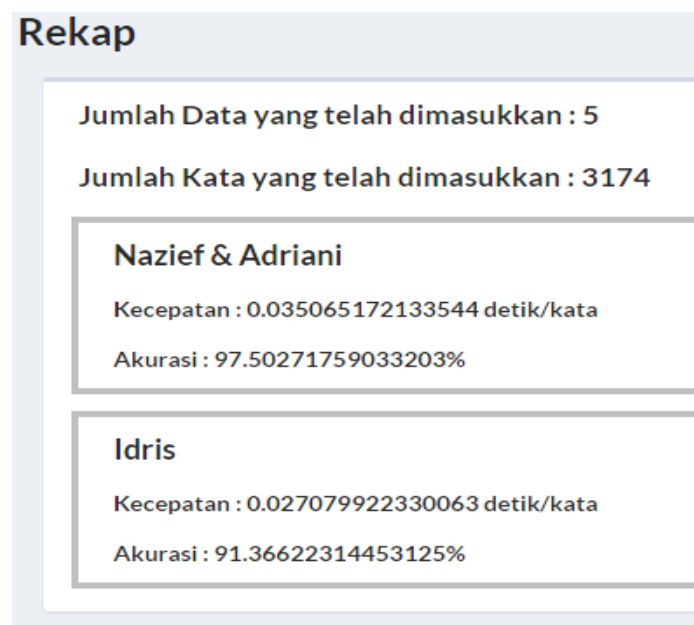 Rekap
Jumlah Data yang telah dimasukkan : 5
Jumlah Kata yang telah dimasukkan : 3174
Nazief & Adriani
Kecepatan : 0.035065172133544 detik/kata
Akurasi : 97.50271759033203%
Idris
Kecepatan : 0.027079922330063 detik/kata
Akurasi : 91.366223144453125%